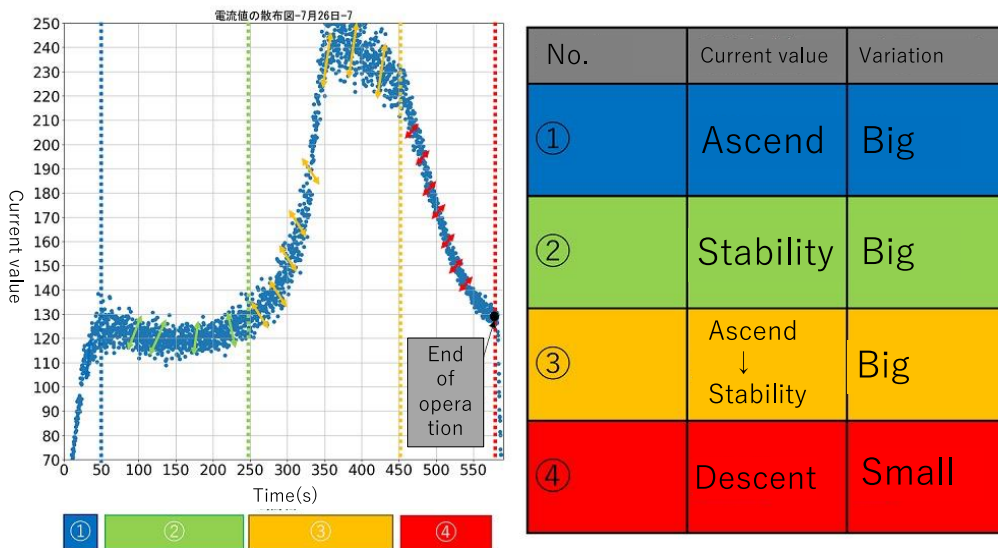 電流値の散布図-7月26日-7
Current value
250
240
230
220
210
200
190
180
170
160
150
140
130
120
110
100
90
80
70
0 50 100 150 200 250 300 350 400 450 500 550
Time(s)
End
of
opera
tion
① ② ③ ④
No. Current value Variation
① Ascend Big
② Stability Big
③ Ascend
↓
Stability
Big
④ Descent Small